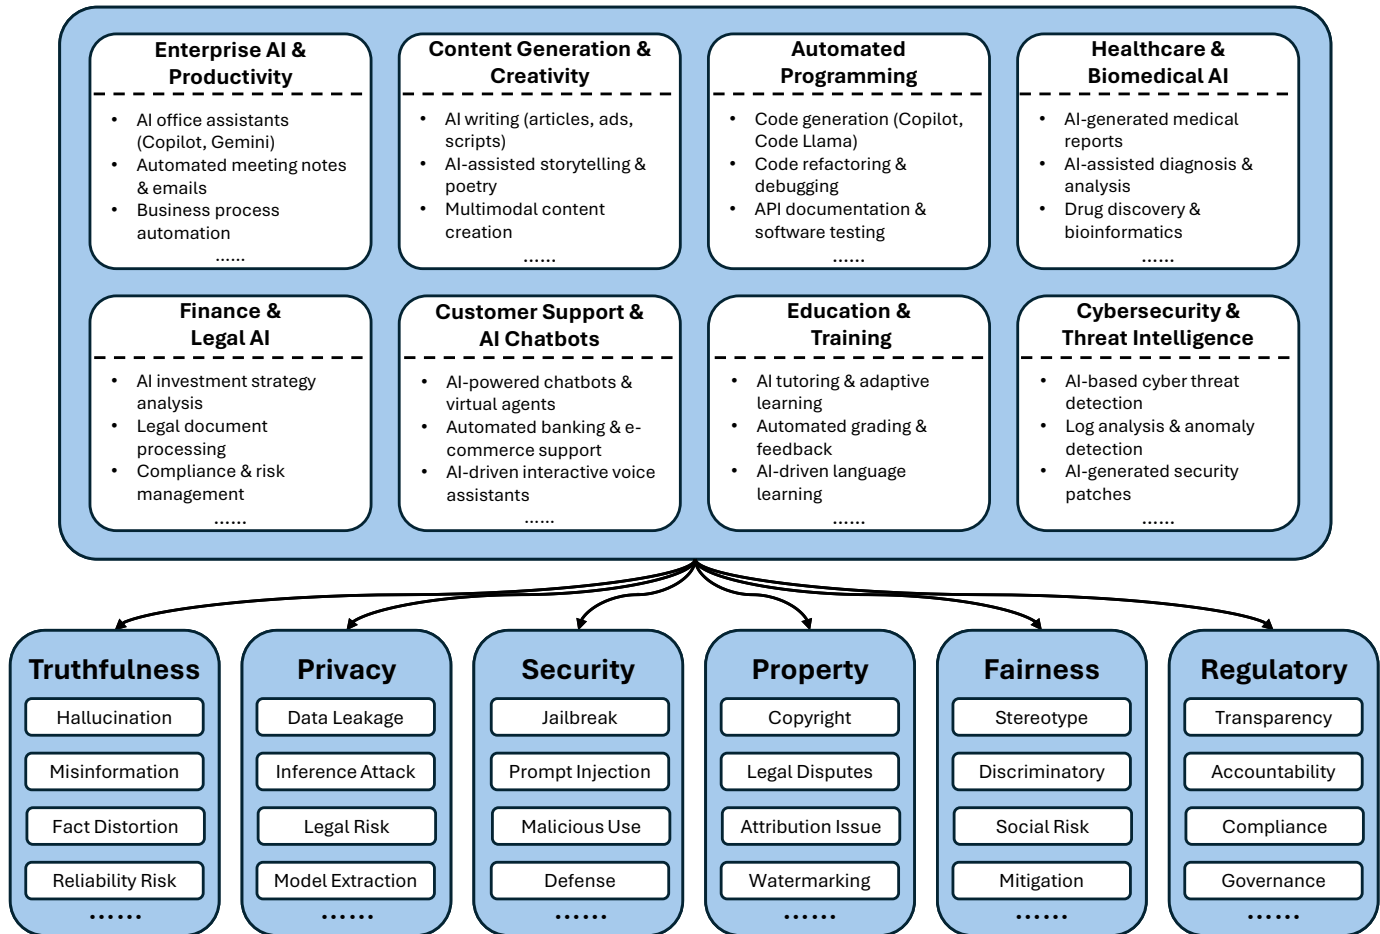 Enterprise AI &
Productivity
• AI office assistants
(Copilot, Gemini)
• Automated meeting notes
& emails
• Business process
automation
......
Content Generation &
Creativity
• AI writing (articles, ads,
scripts)
• AI-assisted storytelling &
poetry
• Multimodal content
creation
......
Automated
Programming
• Code generation (Copilot,
Code Llama)
• Code refactoring &
debugging
• API documentation &
software testing
......
Healthcare &
Biomedical AI
• AI-generated medical
reports
• AI-assisted diagnosis &
analysis
• Drug discovery &
bioinformatics
......
Finance &
Legal AI
• AI investment strategy
analysis
• Legal document
processing
• Compliance & risk
management
......
Customer Support &
AI Chatbots
• AI-powered chatbots &
virtual agents
• Automated banking & e-
commerce support
• AI-driven interactive voice
assistants
......
Education &
Training
• AI tutoring & adaptive
learning
• Automated grading &
feedback
• AI-driven language
learning
......
Cybersecurity &
Threat Intelligence
• AI-based cyber threat
detection
• Log analysis & anomaly
detection
• AI-generated security
patches
......
Truthfulness
Hallucination
Misinformation
Fact Distortion
Reliability Risk
......
Privacy
Data Leakage
Inference Attack
Legal Risk
Model Extraction
......
Security
Jailbreak
Prompt Injection
Malicious Use
Defense
......
Property
Copyright
Legal Disputes
Attribution Issue
Watermarking
......
Fairness
Stereotype
Discriminatory
Social Risk
Mitigation
......
Regulatory
Transparency
Accountability
Compliance
Governance
......